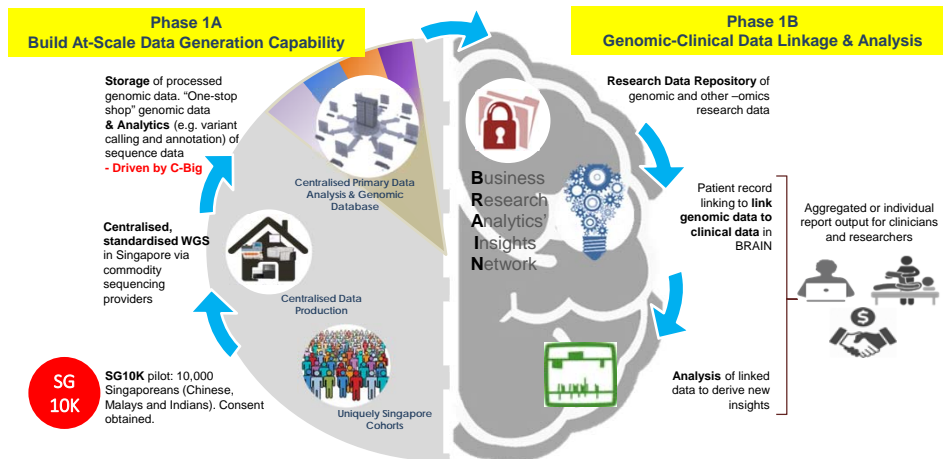 Phase 1A
Build At-Scale Data Generation Capability
Phase 1B
Genomic-Clinical Data Linkage & Analysis
Storage of processed
genomic data. “One-stop
shop” genomic data
& Analytics (e.g. variant
calling and annotation) of
sequence data
- Driven by C-Big
Centralised Primary Data
Analysis & Genomic
Database
Centralised,
standardised WGS
in Singapore via
commodity
sequencing
providers
Centralised Data
Production
SG
10K
SG10K pilot: 10,000
Singaporeans (Chinese,
Malays and Indians). Consent
obtained.
Uniquely Singapore
Cohorts
Business
Research
Analytics’
Insights
Network
Research Data Repository of
genomic and other –omics
research data
Patient record
linking to link
genomic data to
clinical data in
BRAIN
Analysis of linked
data to derive new
insights
Aggregated or individual
report output for clinicians
and researchers
$